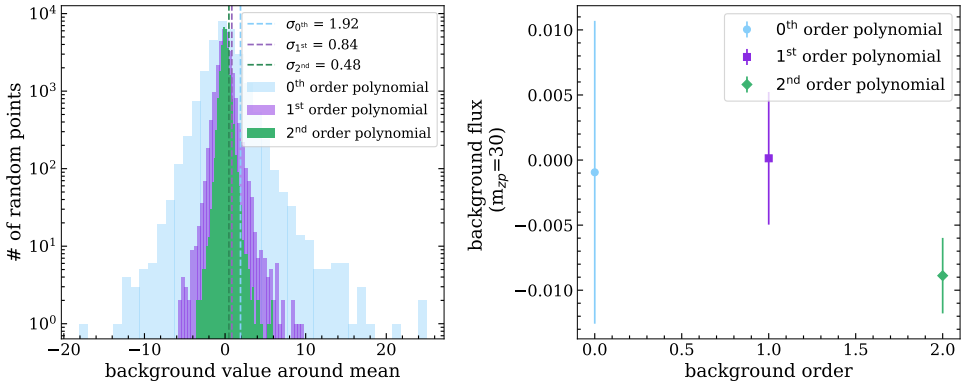 # of random points
10⁴
10³
10²
10¹
10⁰
σ₀ᵗʰ = 1.92
σ₁ˢᵗ = 0.84
σ₂ⁿᵈ = 0.48
0ᵗʰ order polynomial
1ˢᵗ order polynomial
2ⁿᵈ order polynomial
−20 −10 0 10 20
background value around mean
background flux
(m_zp=30)
0.010
0.005
0.000
−0.005
−0.010
0ᵗʰ order polynomial
1ˢᵗ order polynomial
2ⁿᵈ order polynomial
0.0 0.5 1.0 1.5 2.0
background order